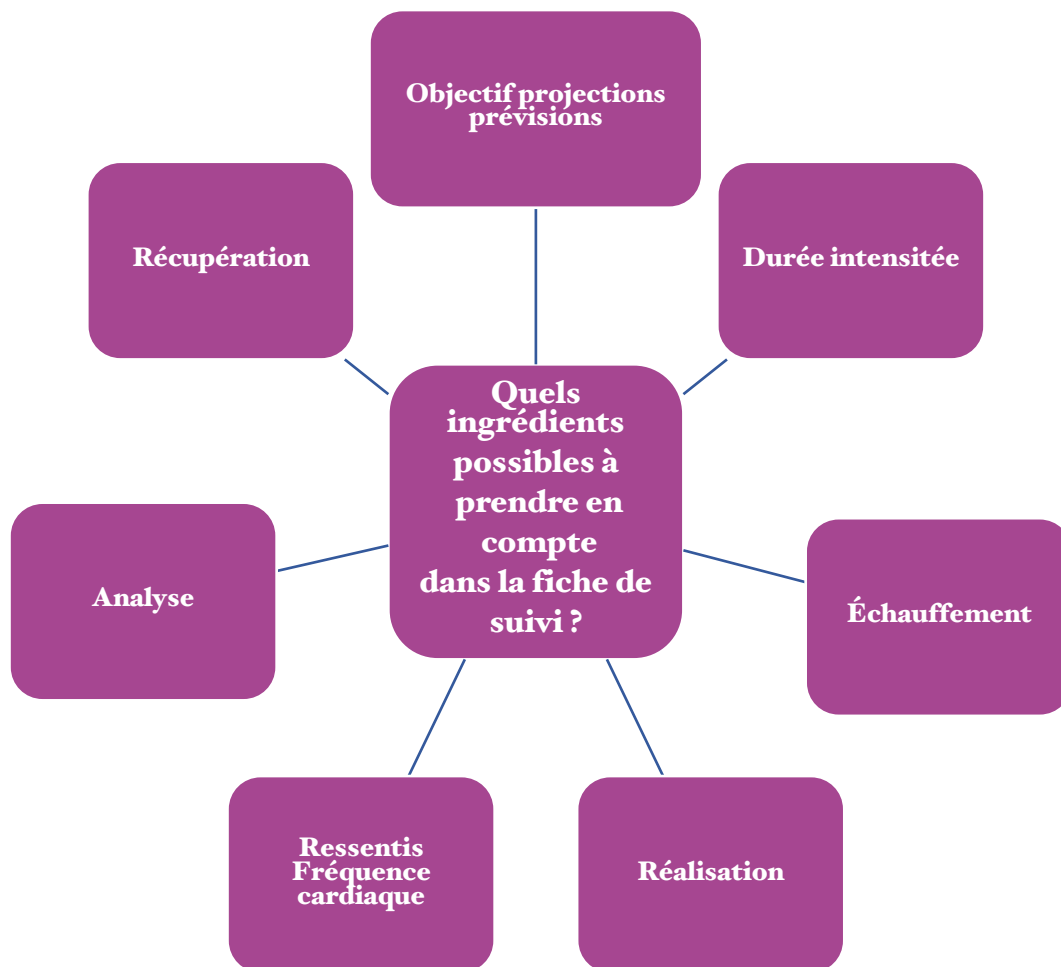 Objectif projections
prévisions
Récupération
Durée intensitée
Quels
ingrédients
possibles à
prendre en
compte
dans la fiche de
suivi ?
Analyse
Échauffement
Ressentis
Fréquence
cardiaque
Réalisation